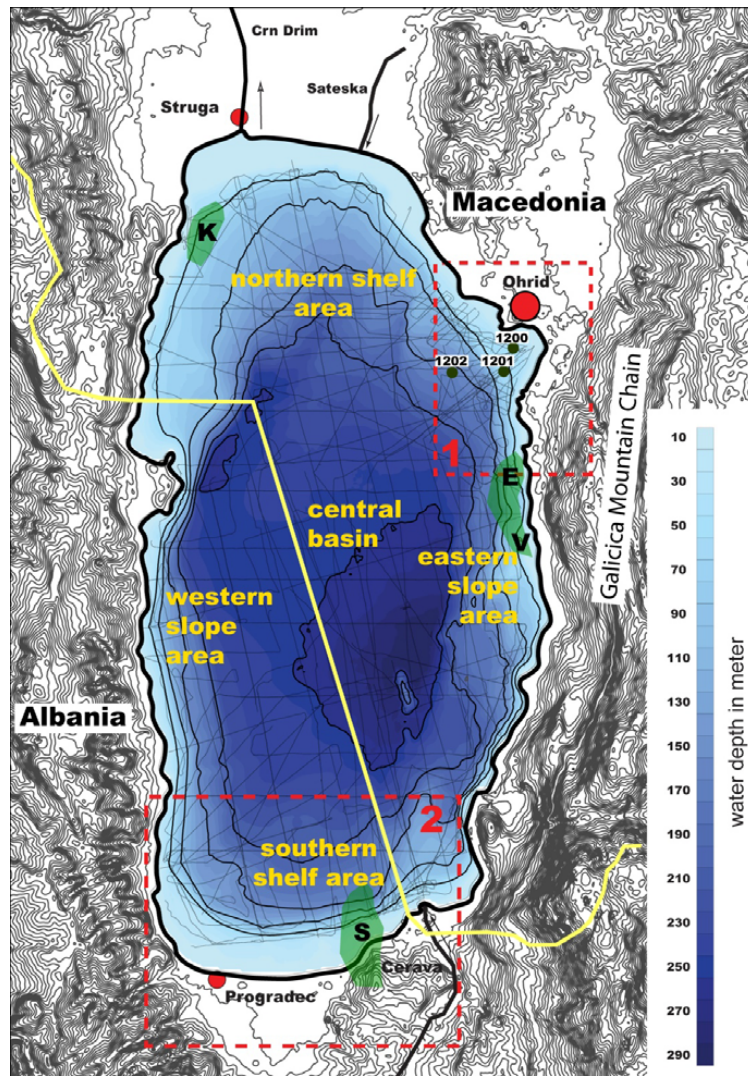 Crn Drim
Sateska
Struga
Macedonia
K
northern shelf
area
Ohrid
1200
1202
1201
1
E
V
central
basin
eastern
slope
area
western
slope
area
Albania
Galicica Mountain Chain
10
30
50
70
90
110
130
150
170
190
210
230
250
270
290
water depth in meter
2
southern
shelf area
S
Cerava
Progradec